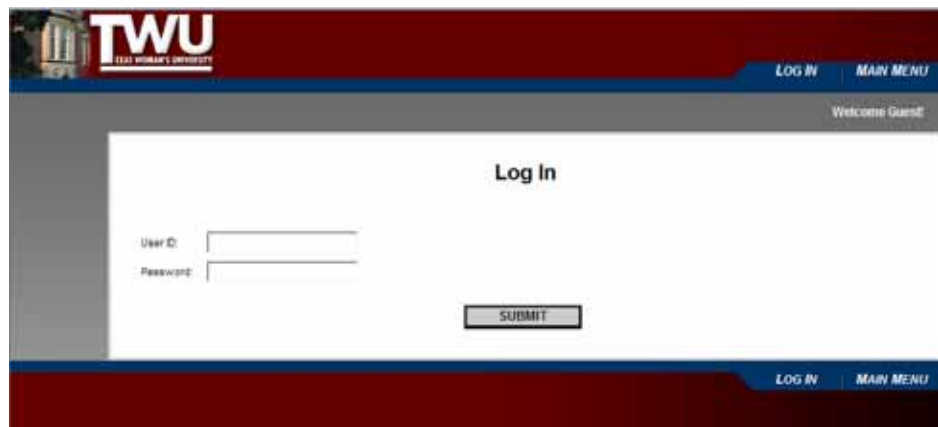 TWU
TEXAS WOMAN'S UNIVERSITY
LOG IN MAIN MENU
Welcome Guest!
Log In
User ID:
Password:
SUBMIT
LOG IN MAIN MENU